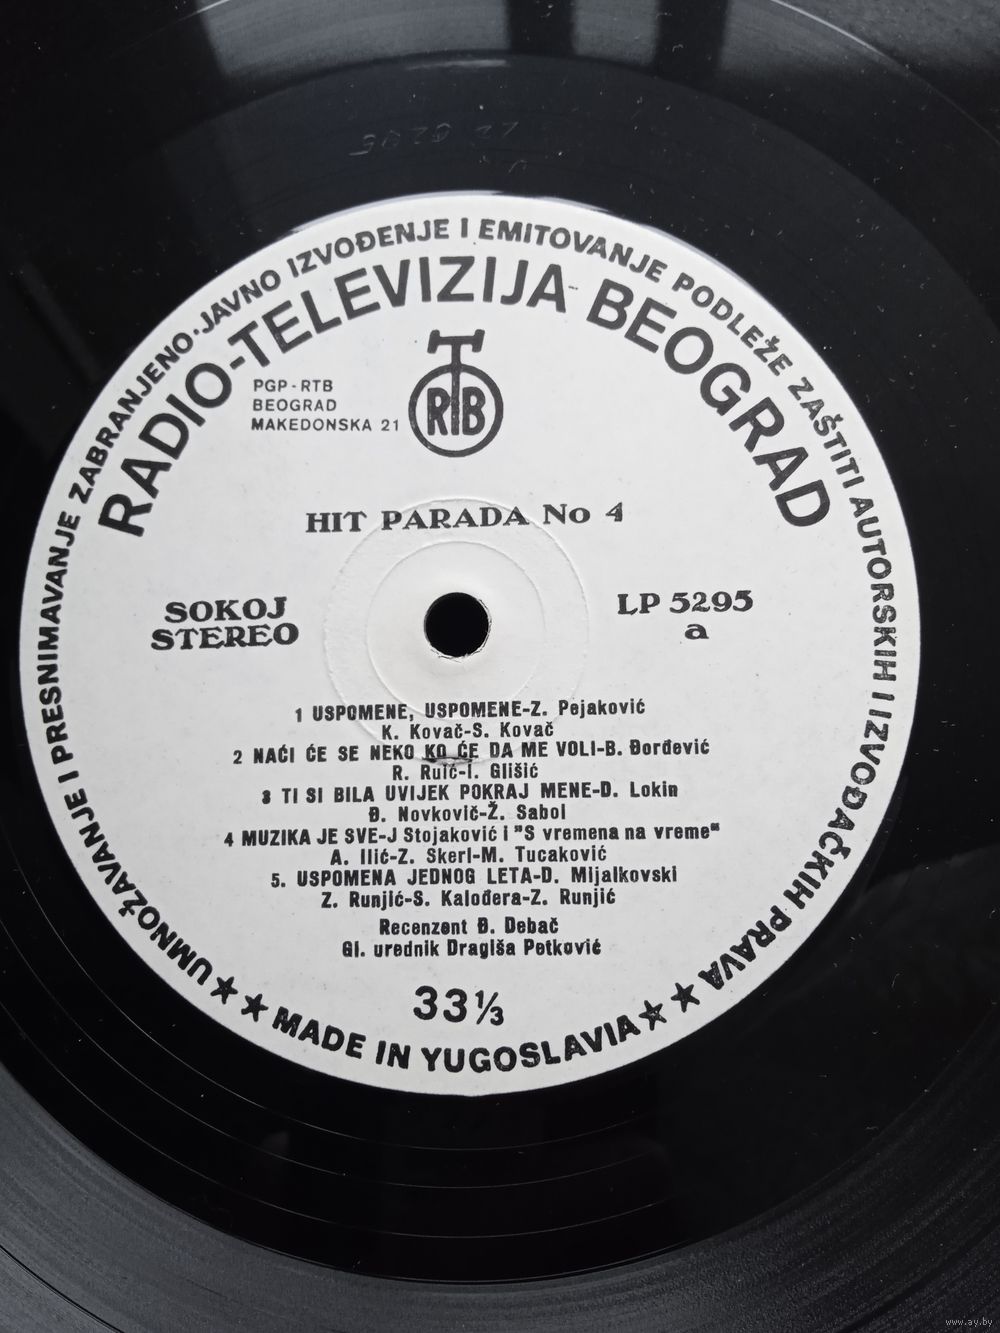 UMNOŽAVANJE I PRESNIMAVANJE ZABRANJENO·JAVNO IZVOĐENJE I EMITOVANJE PODLEŽE ZAŠTITI AUTORSKIH I IZVOĐAČKIH PRAVA
RADIO-TELEVIZIJA BEOGRAD
PGP-RTB
BEOGRAD
MAKEDONSKA 21
RTB
HIT PARADA No 4
SOKOJ
STEREO
LP 5295
a
1 USPOMENE, USPOMENE-Z. Pejaković
K. Kovač-S. Kovač
2 NAĆI ĆE SE NEKO KO ĆE DA ME VOLI-B. Đorđević
R. Ruić-I. Glišić
3 TI SI BILA UVIJEK POKRAJ MENE-D. Lokin
Đ. Novkovič-Ž. Sabol
4 MUZIKA JE SVE-J Stojaković i "S vremena na vreme"
A. Ilić-Z. Skerl-M. Tucaković
5. USPOMENA JEDNOG LETA-D. Mijalkovski
Z. Runjić-S. Kalođera-Z. Runjić
Recenzent Đ. Debač
Gl. urednik Dragiša Petković
33⅓
★ ★ MADE IN YUGOSLAVIA ★ ★
www.ay.by